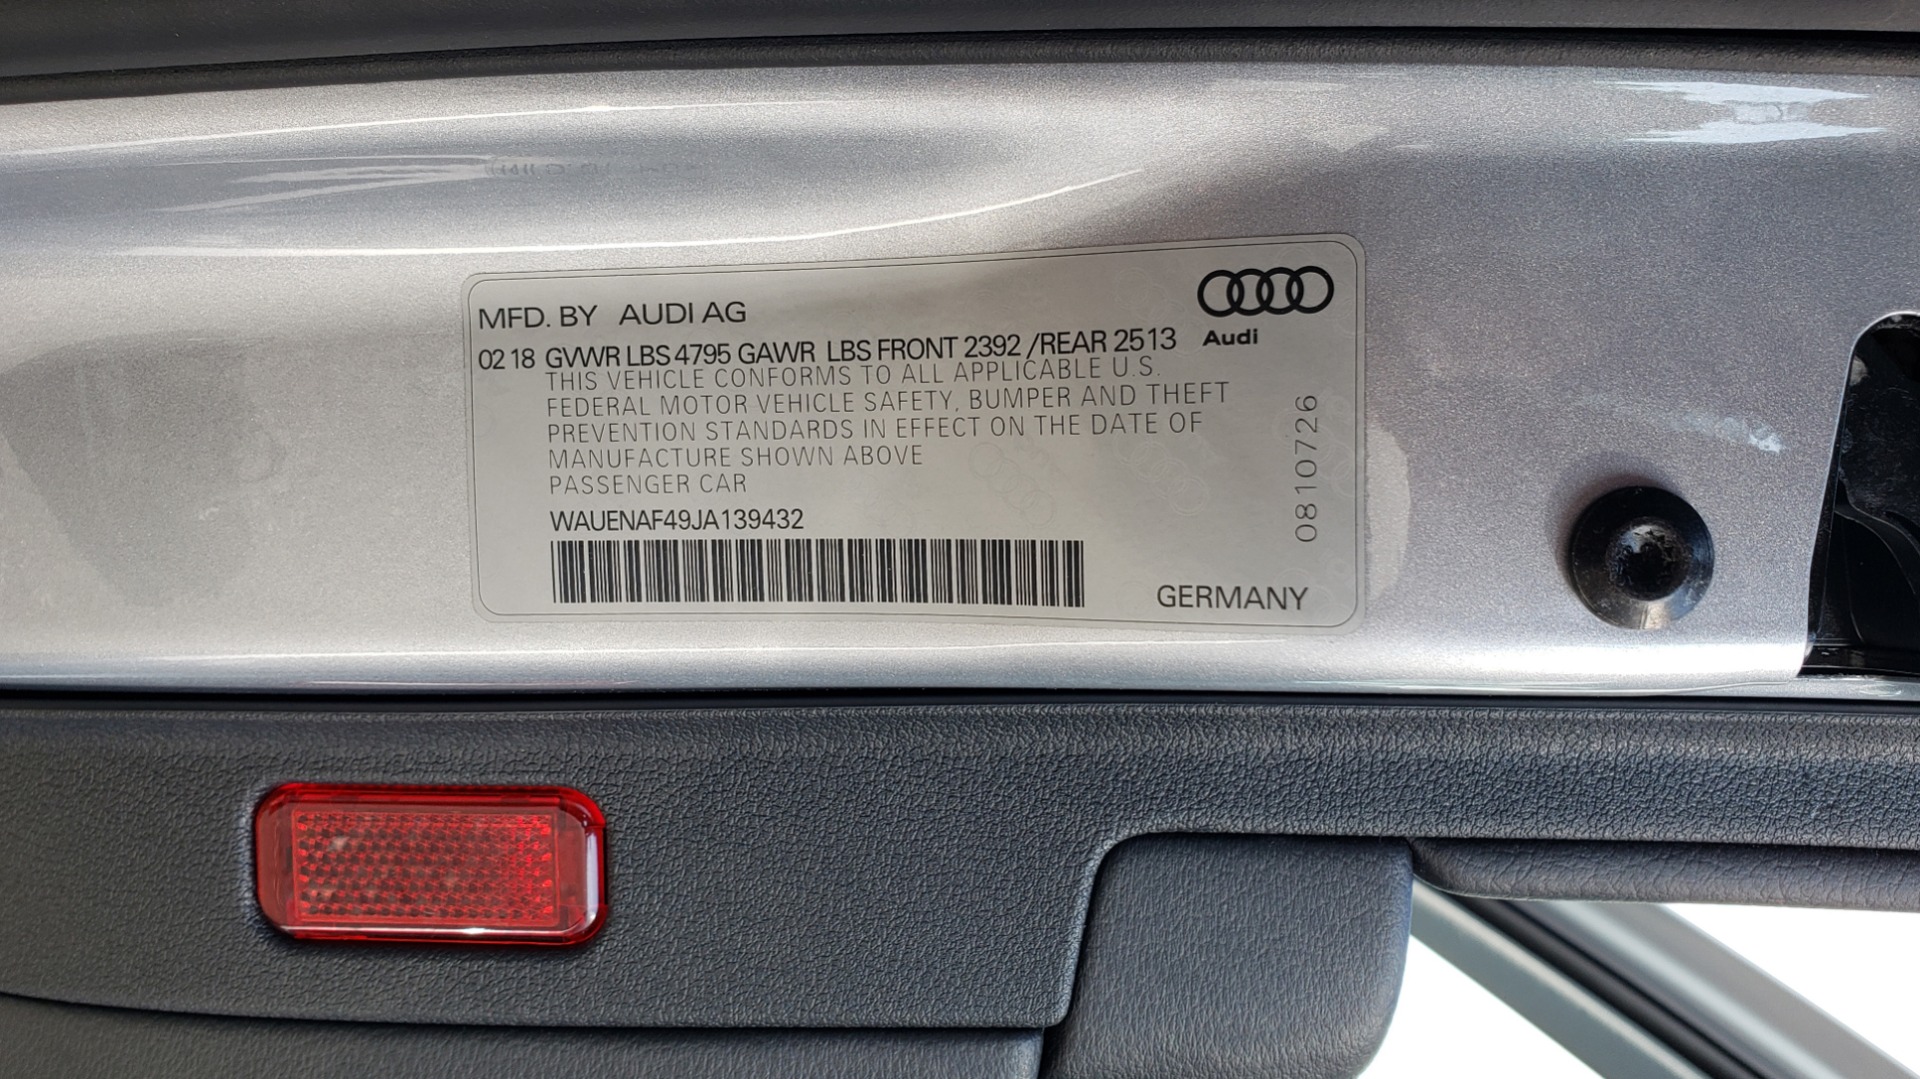 MFD. BY AUDI AG
Audi
02 18 GVWR LBS 4795 GAWR LBS FRONT 2392 /REAR 2513
THIS VEHICLE CONFORMS TO ALL APPLICABLE U.S.
FEDERAL MOTOR VEHICLE SAFETY, BUMPER AND THEFT
PREVENTION STANDARDS IN EFFECT ON THE DATE OF
MANUFACTURE SHOWN ABOVE
PASSENGER CAR
WAUENAF49JA139432
0810726
GERMANY